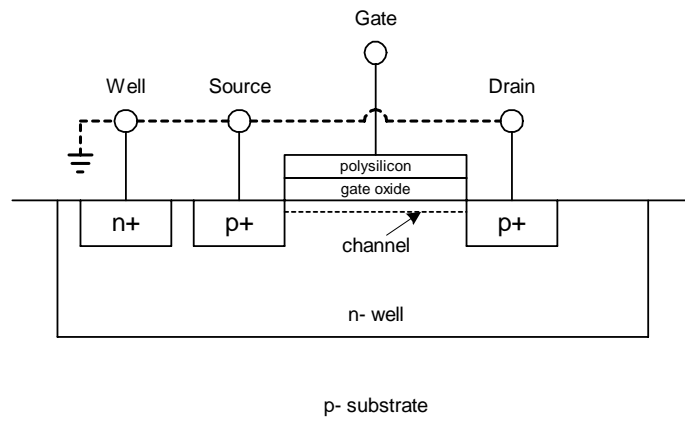 Gate
Well
Source
Drain
polysilicon
gate oxide
n+
p+
p+
channel
n- well
p- substrate